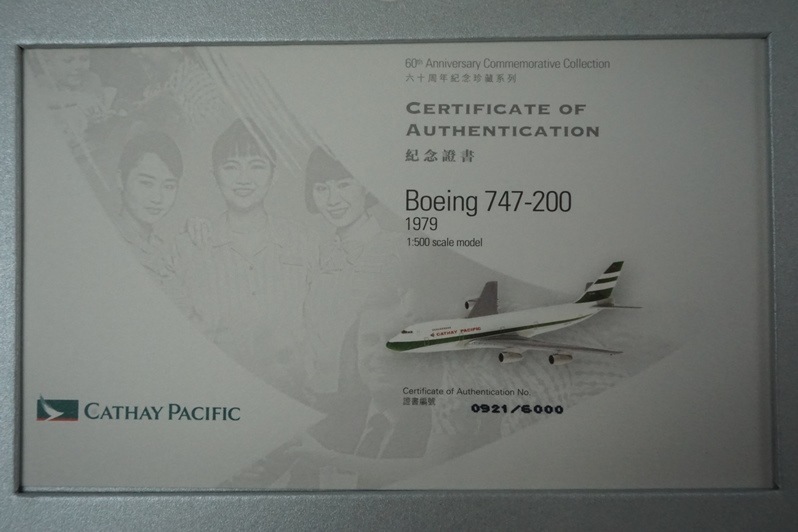 60th Anniversary Commemorative Collection
六十周年紀念珍藏系列
CERTIFICATE OF
AUTHENTICATION
紀念證書
Boeing 747-200
1979
1:500 scale model
CATHAY PACIFIC
Certificate of Authentication No.
證書編號
0921/6000
CATHAY PACIFIC